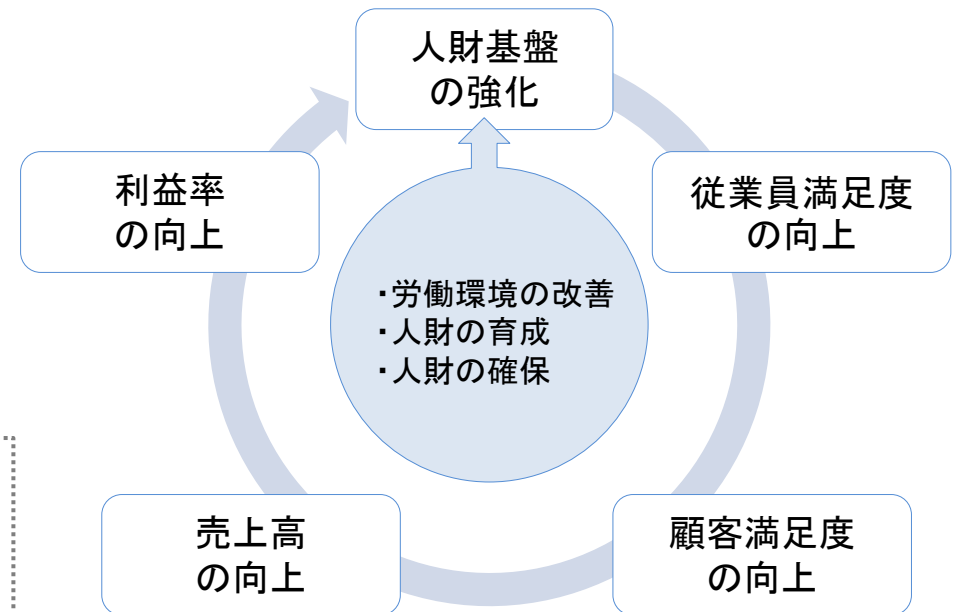 人財基盤
の強化
利益率
の向上
従業員満足度
の向上
・労働環境の改善
・人財の育成
・人財の確保
売上高
の向上
顧客満足度
の向上